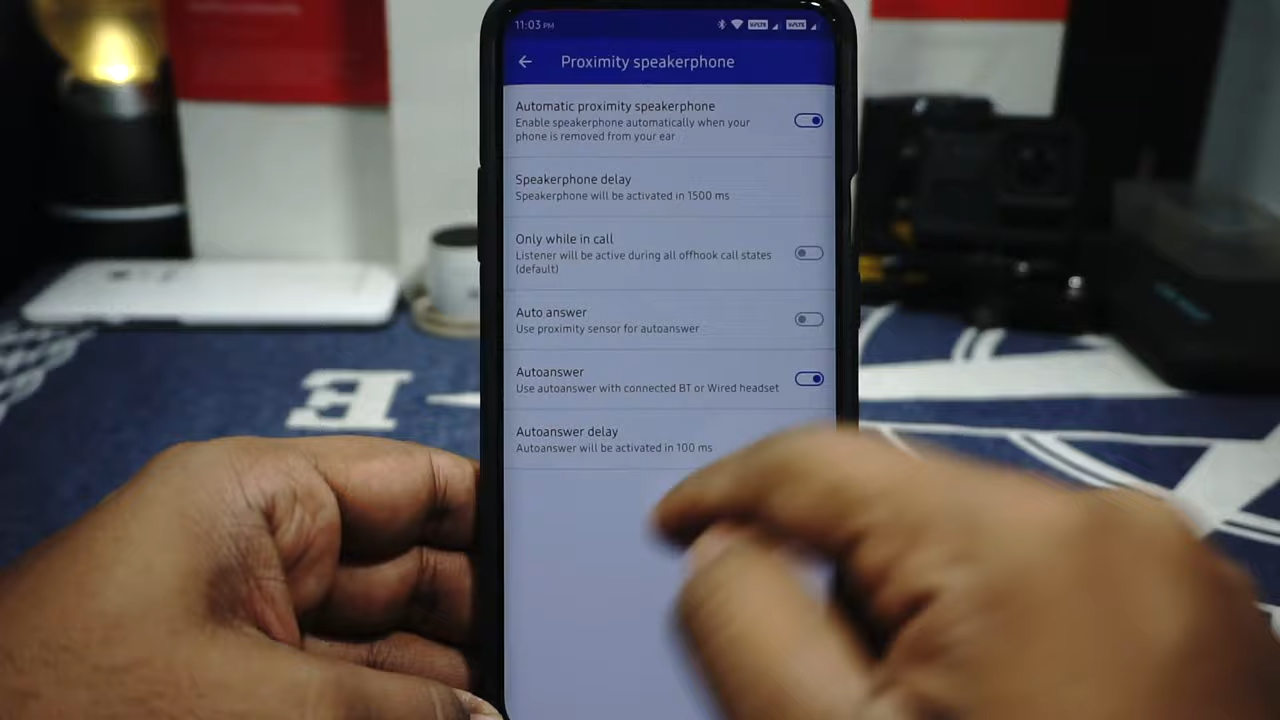 11:03 PM VoLTE VoLTE
Proximity speakerphone
Automatic proximity speakerphone
Enable speakerphone automatically when your
phone is removed from your ear
Speakerphone delay
Speakerphone will be activated in 1500 ms
Only while in call
Listener will be active during all offhook call states
(default)
Auto answer
Use proximity sensor for autoanswer
Autoanswer
Use autoanswer with connected BT or Wired headset
Autoanswer delay
Autoanswer will be activated in 100 ms
E